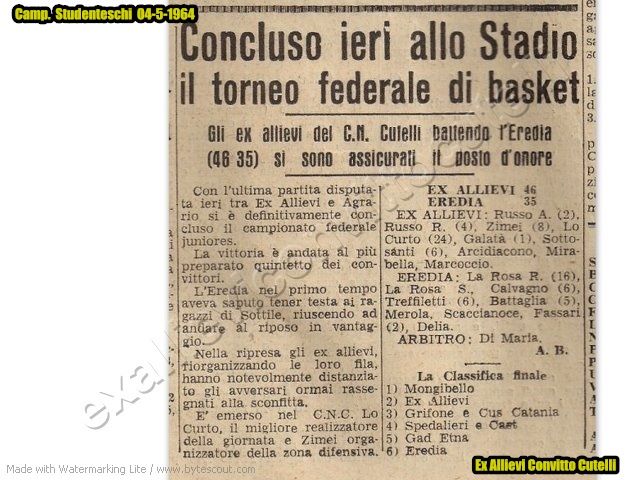 Camp. Studenteschi 04-5-1964
Concluso ieri allo Stadio
il torneo federale di basket
Gli ex allievi del C.N. Cutelli battendo l'Eredia
(46 35) si sono assicurati il posto d'onore
Con l'ultima partita disputa-
ta ieri tra Ex Allievi e Agra-
rio si è definitivamente con-
cluso il campionato federale
juniores.
La vittoria è andata al più
preparato quintetto dei con-
vittori.
L'Eredia nel primo tempo
aveva saputo tener testa ai ra-
gazzi di Sottile, riuscendo ad
andare al riposo in vantag-
gio.
Nella ripresa gli ex allievi,
riorganizzando le loro fila,
hanno notevolmente distanzia-
to gli avversari ormai rasse-
gnati alla sconfitta.
E' emerso nel C.N.C. Lo
Curto, il migliore realizzatore
della giornata e Zimei orga-
nizzatore della zona difensiva.
EX ALLIEVI 46
EREDIA 35
EX ALLIEVI: Russo A. (2),
Russo R. (4), Zimei (8), Lo
Curto (24), Galatà (1), Sotto-
santi (6), Arcidiacono, Mira-
bella, Marcoccio.
EREDIA: La Rosa R. (16),
La Rosa S., Calvagno (6),
Treffiletti (6), Battaglia (5),
Merola, Scaccianoce, Fassari
(2), Delia.
ARBITRO: Di Maria.
A. B.
La Classifica finale
1) Mongibello
2) Ex Allievi
3) Grifone e Cus Catania
4) Spedalieri e Cast
5) Gad Etna
6) Eredia
Made with Watermarking Lite / www.bytescout.com
Ex Allievi Convitto Cutelli